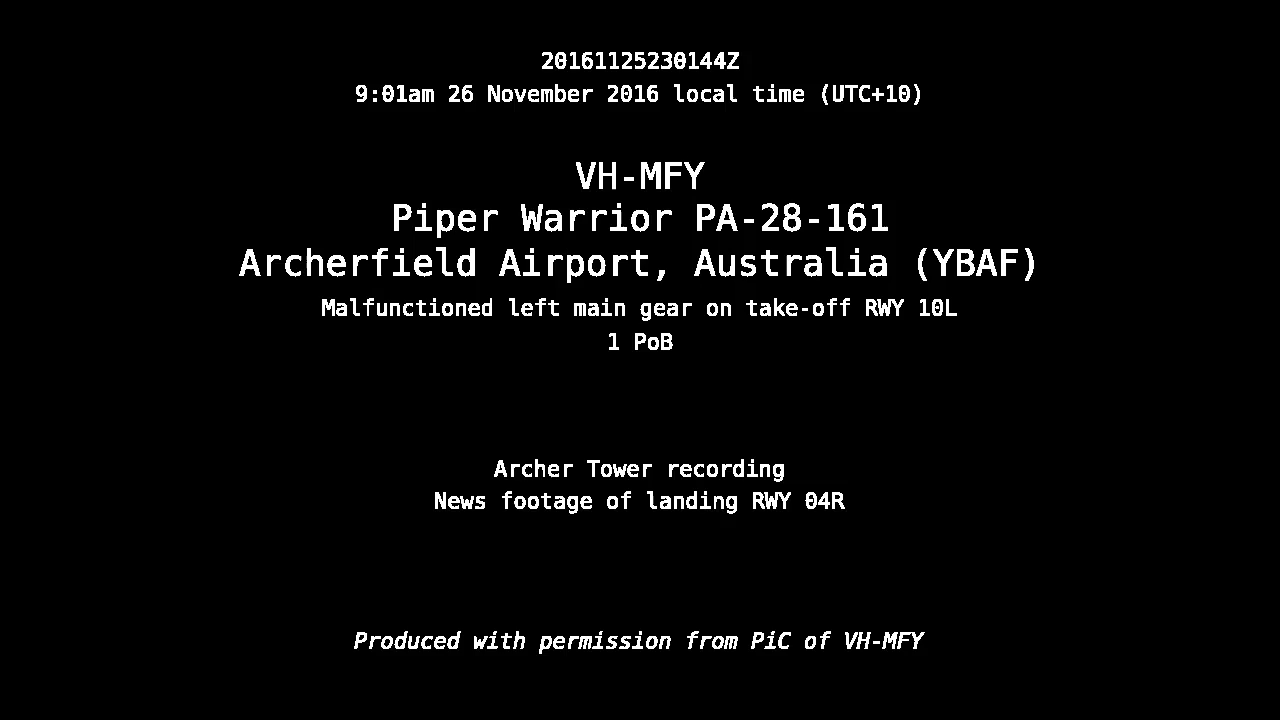 20161125230144Z
9:01am 26 November 2016 local time (UTC+10)
VH-MFY
Piper Warrior PA-28-161
Archerfield Airport, Australia (YBAF)
Malfunctioned left main gear on take-off RWY 10L
1 PoB
Archer Tower recording
News footage of landing RWY 04R
Produced with permission from PiC of VH-MFY